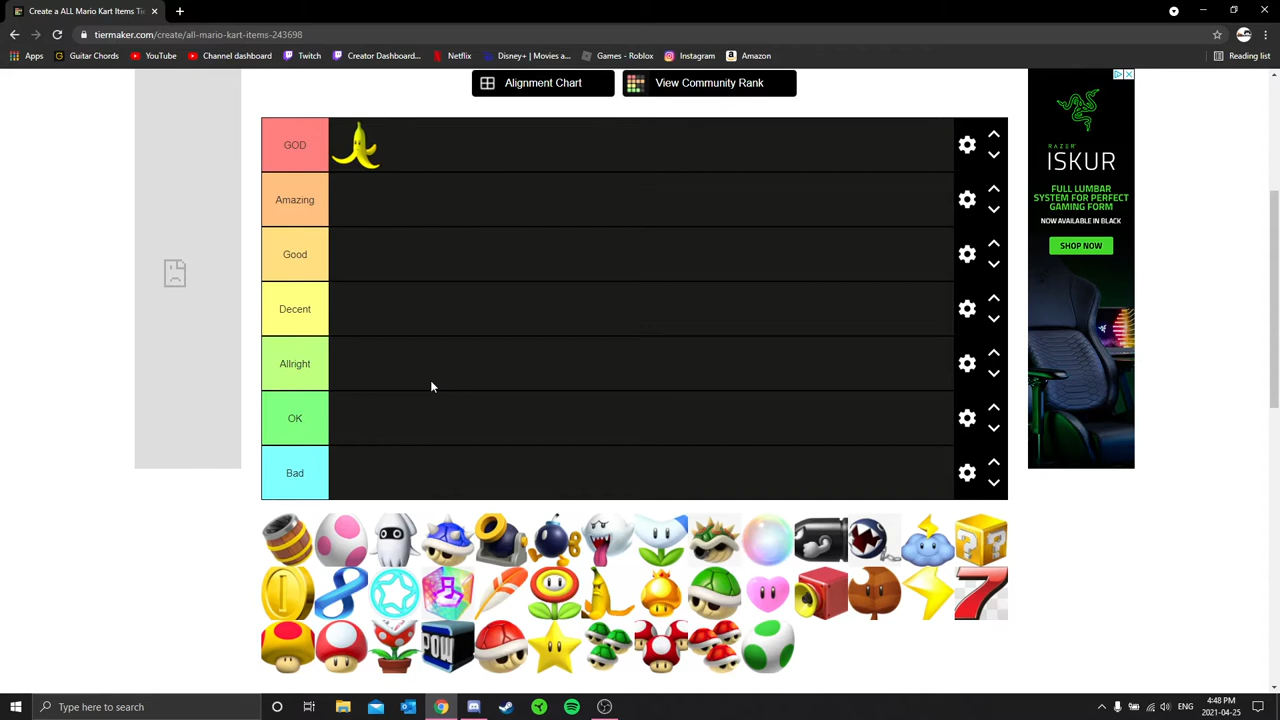 Create a ALL Mario Kart Items Tie
tiermaker.com/create/all-mario-kart-items-243698
Apps
Guitar Chords
YouTube
Channel dashboard
Twitch
Creator Dashboard...
Netflix
Disney+ | Movies a...
Games - Roblox
Instagram
Amazon
Reading list
Alignment Chart
View Community Rank
GOD
Amazing
Good
Decent
Allright
OK
Bad
RAZER
ISKUR
FULL LUMBAR
SYSTEM FOR PERFECT
GAMING FORM
NOW AVAILABLE IN BLACK
SHOP NOW
? ?
7
POW
Type here to search
4:48 PM
2021-04-25